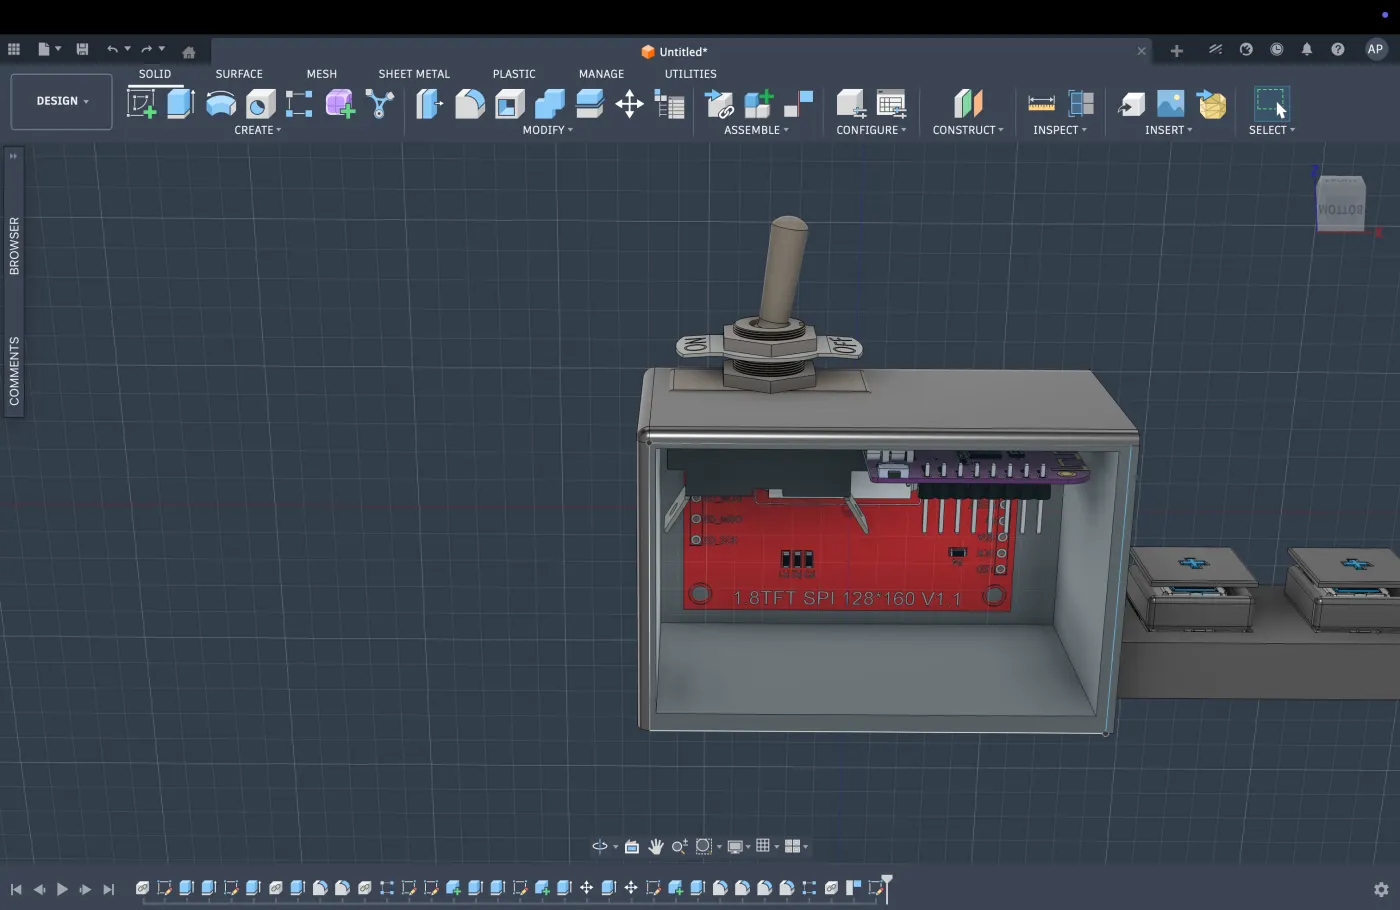 Untitled*
AP
DESIGN
SOLID
SURFACE
MESH
SHEET METAL
PLASTIC
MANAGE
UTILITIES
CREATE
MODIFY
ASSEMBLE
CONFIGURE
CONSTRUCT
INSPECT
INSERT
SELECT
BROWSER
COMMENTS
BOTTOM
Z
X
ON
OFF
1.8TFT SPI 128*160 V1.1